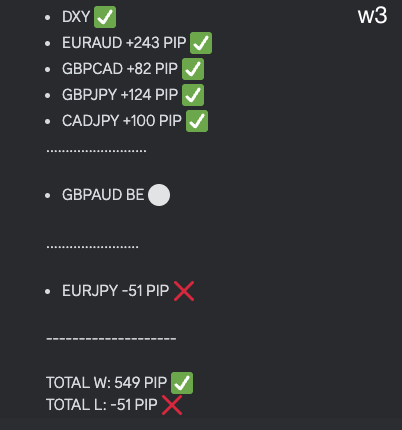 w3
• DXY ✅
• EURAUD +243 PIP ✅
• GBPCAD +82 PIP ✅
• GBPJPY +124 PIP ✅
• CADJPY +100 PIP ✅
..........................
• GBPAUD BE ⚪
........................
• EURJPY -51 PIP ❌
---------------------
TOTAL W: 549 PIP ✅
TOTAL L: -51 PIP ❌